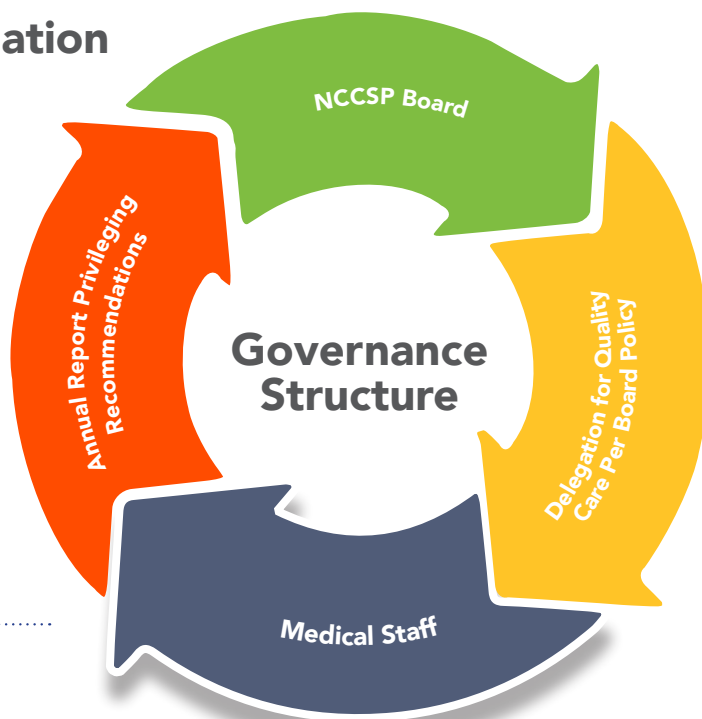 ation
NCCSP Board
Annual Report Privileging
Recommendations
Governance
Structure
Delegation for Quality
Care Per Board Policy
Medical Staff